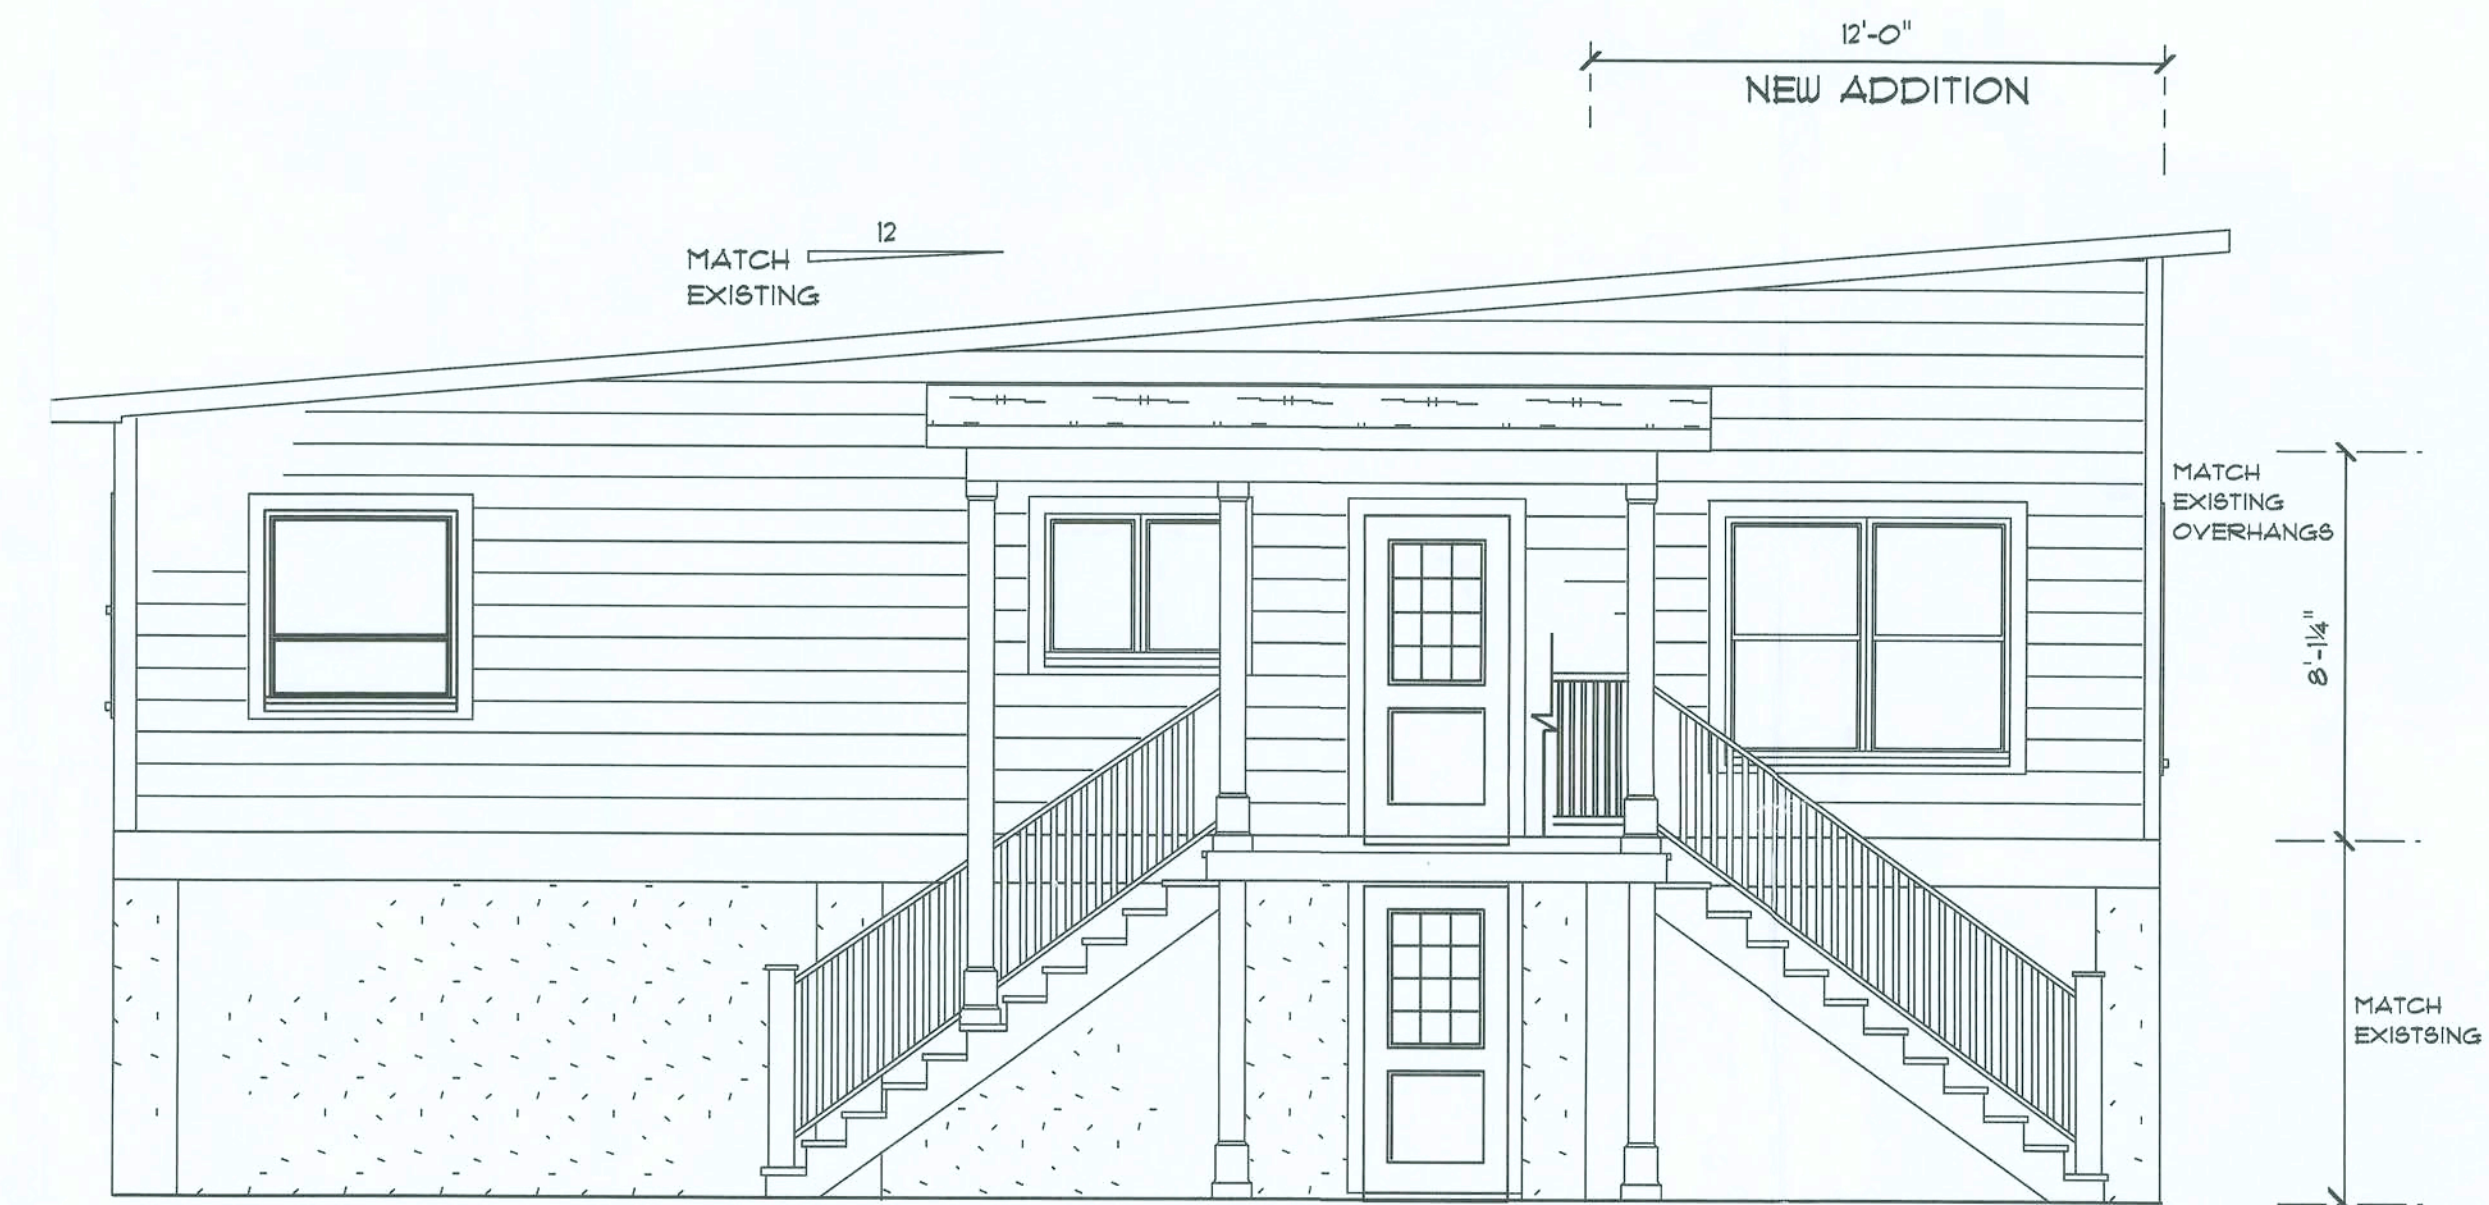 12'-0"
NEW ADDITION
12
MATCH
EXISTING
MATCH
EXISTING
OVERHANGS
8'-1¼"
MATCH
EXISTSING